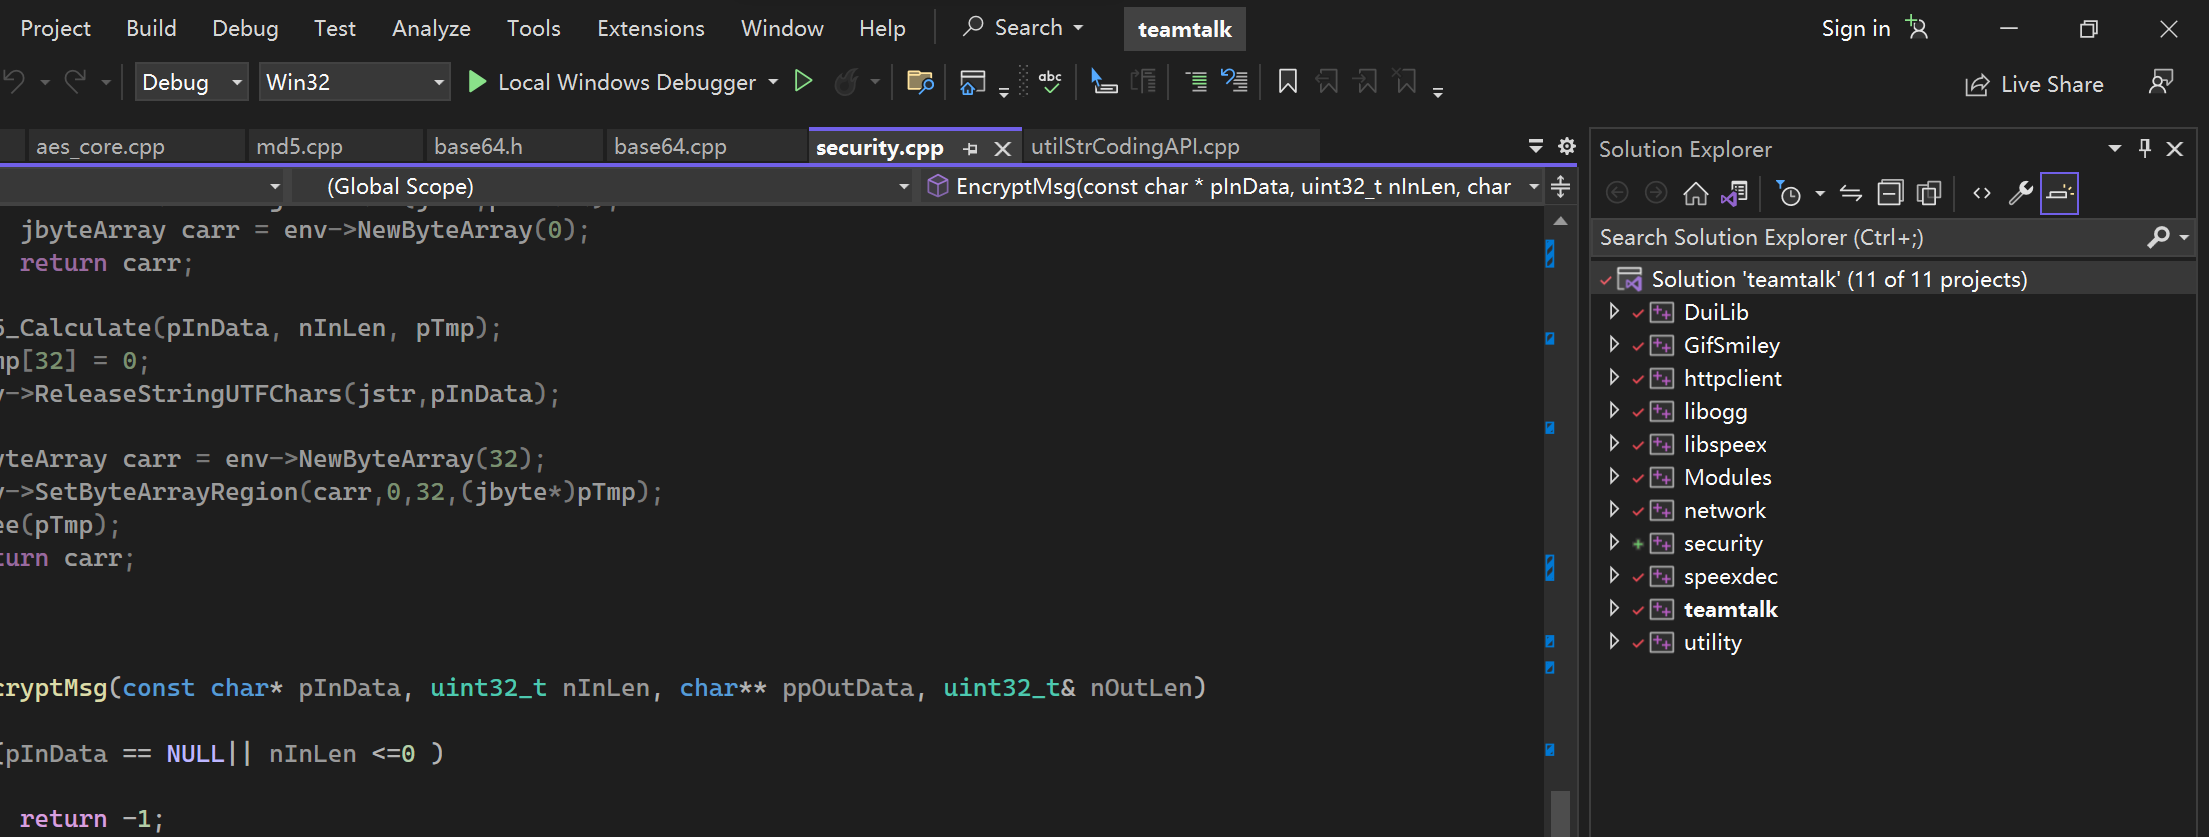 Project Build Debug Test Analyze Tools Extensions Window Help Search teamtalk Sign in
Debug Win32 Local Windows Debugger abc Live Share
aes_core.cpp md5.cpp base64.h base64.cpp security.cpp utilStrCodingAPI.cpp
(Global Scope) EncryptMsg(const char * pInData, uint32_t nInLen, char
jbyteArray carr = env->NewByteArray(0);
return carr;
_Calculate(pInData, nInLen, pTmp);
mp[32] = 0;
->ReleaseStringUTFChars(jstr,pInData);
yteArray carr = env->NewByteArray(32);
->SetByteArrayRegion(carr,0,32,(jbyte*)pTmp);
ee(pTmp);
turn carr;
cryptMsg(const char* pInData, uint32_t nInLen, char** ppOutData, uint32_t& nOutLen)
(pInData == NULL|| nInLen <=0 )
return -1;
Solution Explorer
Search Solution Explorer (Ctrl+;)
Solution 'teamtalk' (11 of 11 projects)
DuiLib
GifSmiley
httpclient
libogg
libspeex
Modules
network
security
speexdec
teamtalk
utility